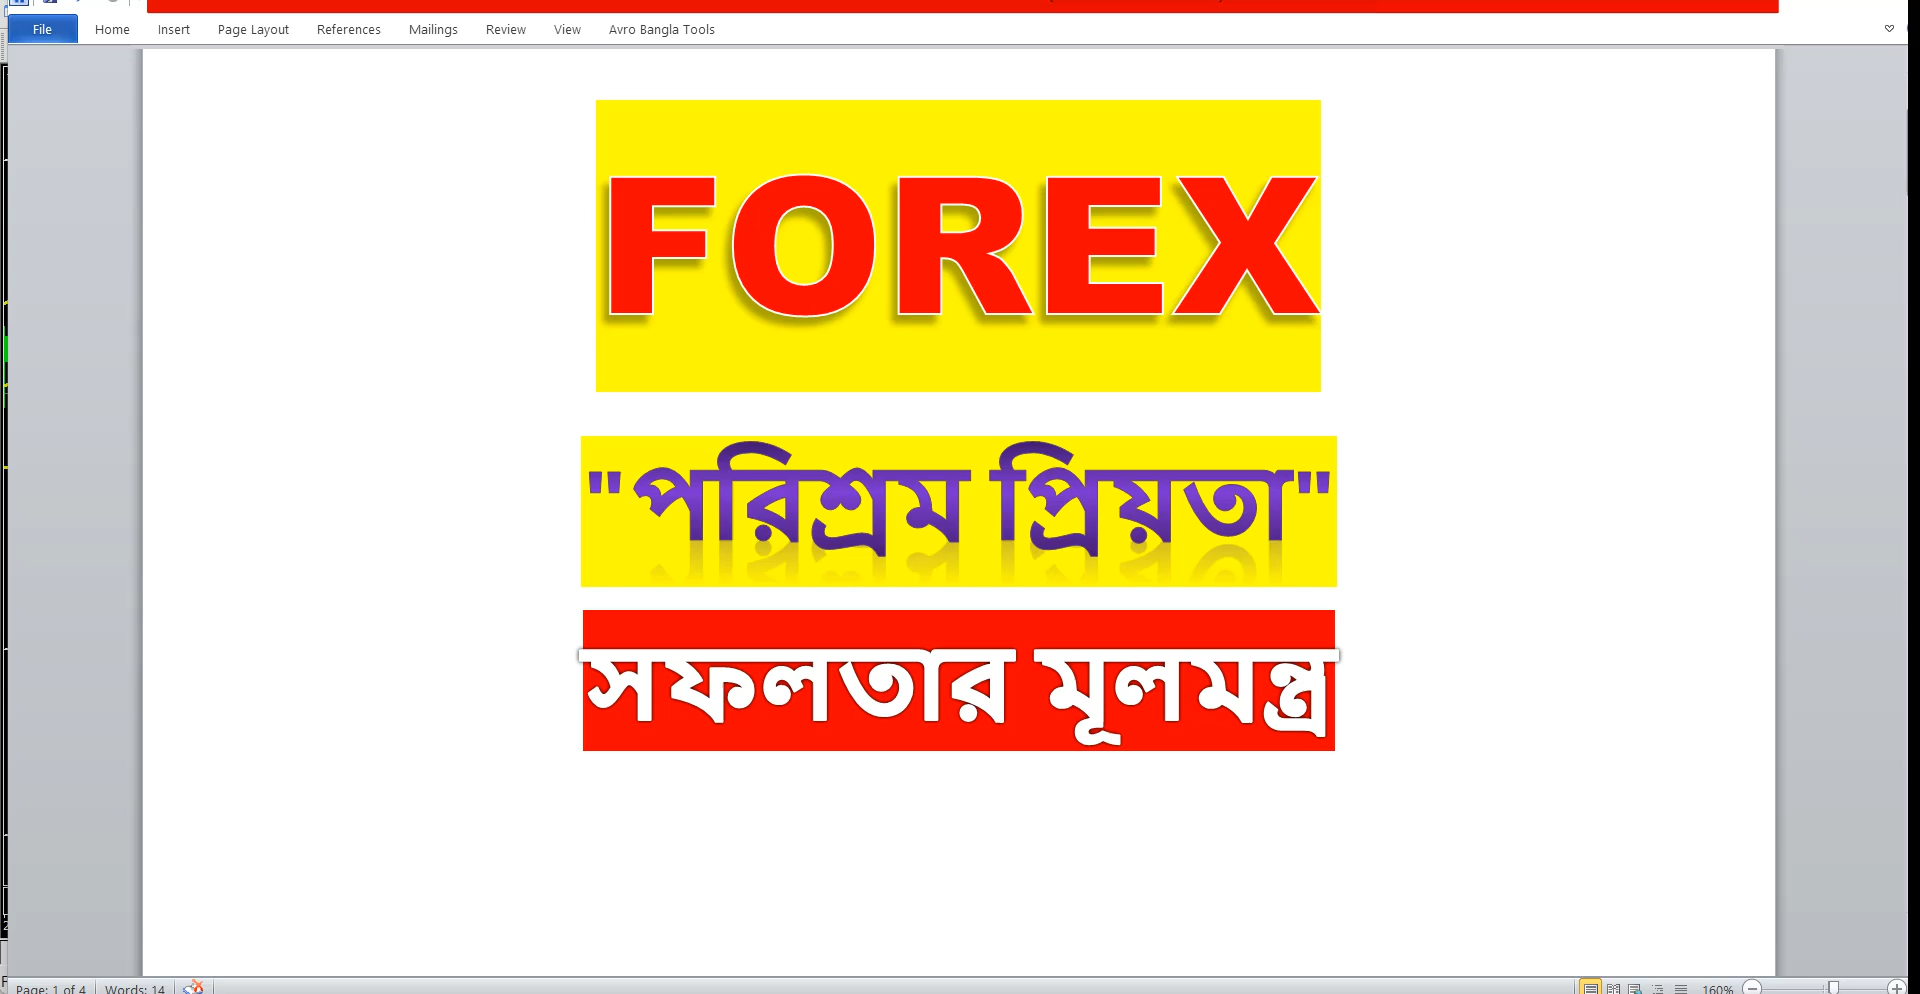 File Home Insert Page Layout References Mailings Review View Avro Bangla Tools
FOREX
"পরিশ্রম প্রিয়তা"
সফলতার মূলমন্ত্র
Page: 1 of 4 Words: 14 160%